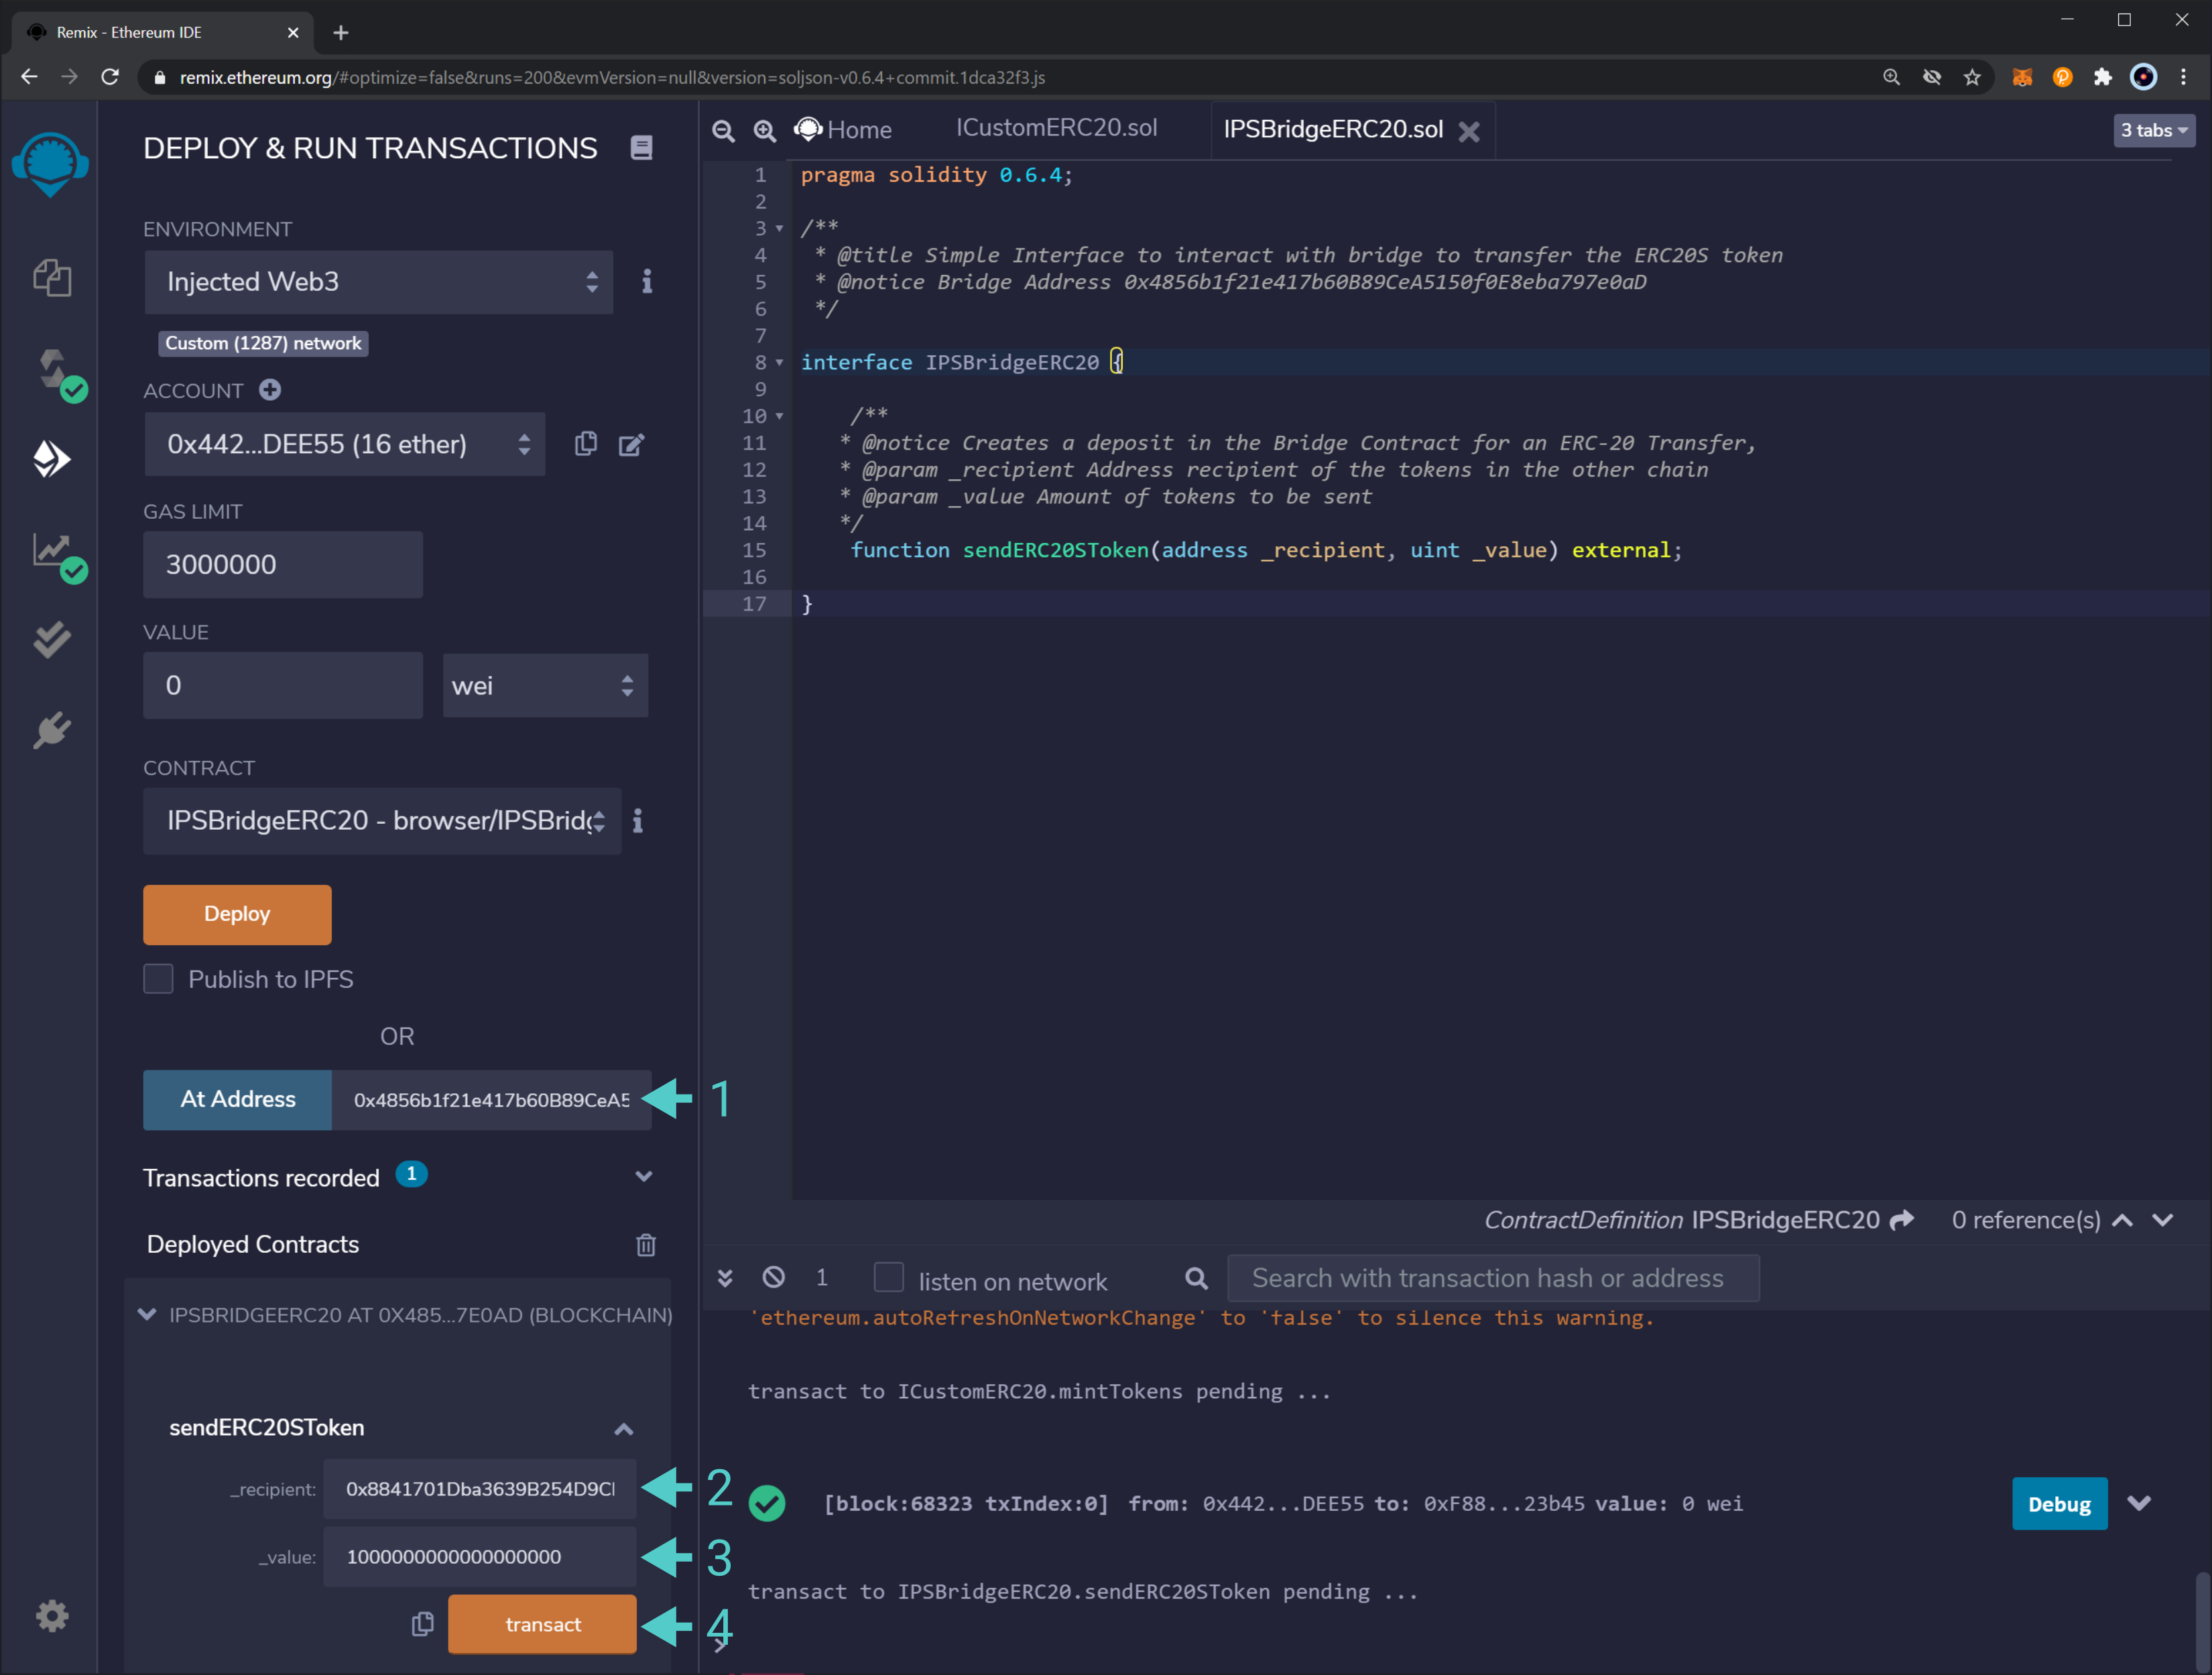 Remix - Ethereum IDE
remix.ethereum.org/#optimize=false&runs=200&evmVersion=null&version=soljson-v0.6.4+commit.1dca32f3.js
DEPLOY & RUN TRANSACTIONS
ENVIRONMENT
Injected Web3
Custom (1287) network
ACCOUNT
0x442...DEE55 (16 ether)
GAS LIMIT
3000000
VALUE
0
wei
CONTRACT
IPSBridgeERC20 - browser/IPSBridg
Deploy
Publish to IPFS
OR
At Address
0x4856b1f21e417b60B89CeA5
1
Transactions recorded 1
Deployed Contracts
IPSBRIDGEERC20 AT 0X485...7E0AD (BLOCKCHAIN)
sendERC20SToken
_recipient: 0x8841701Dba3639B254D9C
2
_value: 1000000000000000000
3
transact
4
Home
ICustomERC20.sol
IPSBridgeERC20.sol
3 tabs
1 pragma solidity 0.6.4;
2
3 /**
4 * @title Simple Interface to interact with bridge to transfer the ERC20S token
5 * @notice Bridge Address 0x4856b1f21e417b60B89CeA5150f0E8eba797e0aD
6 */
7
8 interface IPSBridgeERC20 {
9
10 /**
11 * @notice Creates a deposit in the Bridge Contract for an ERC-20 Transfer,
12 * @param _recipient Address recipient of the tokens in the other chain
13 * @param _value Amount of tokens to be sent
14 */
15 function sendERC20SToken(address _recipient, uint _value) external;
16
17 }
ContractDefinition IPSBridgeERC20 0 reference(s)
1 listen on network Search with transaction hash or address
'ethereum.autoRefreshOnNetworkChange' to 'false' to silence this warning.
transact to ICustomERC20.mintTokens pending ...
[block:68323 txIndex:0] from: 0x442...DEE55 to: 0xF88...23b45 value: 0 wei
Debug
transact to IPSBridgeERC20.sendERC20SToken pending ...
>